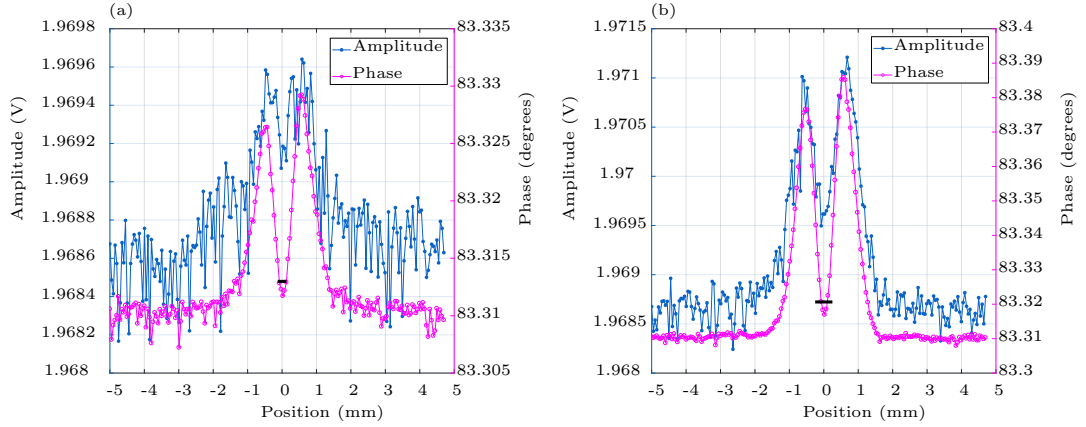 (a)
1.9698
1.9696
1.9694
1.9692
1.969
1.9688
1.9686
1.9684
1.9682
1.968
Amplitude (V)
83.335
83.33
83.325
83.32
83.315
83.31
83.305
Phase (degrees)
Amplitude
Phase
-5 -4 -3 -2 -1 0 1 2 3 4 5
Position (mm)
(b)
1.9715
1.971
1.9705
1.97
1.9695
1.969
1.9685
1.968
Amplitude (V)
83.4
83.39
83.38
83.37
83.36
83.35
83.34
83.33
83.32
83.31
83.3
Phase (degrees)
Amplitude
Phase
-5 -4 -3 -2 -1 0 1 2 3 4 5
Position (mm)